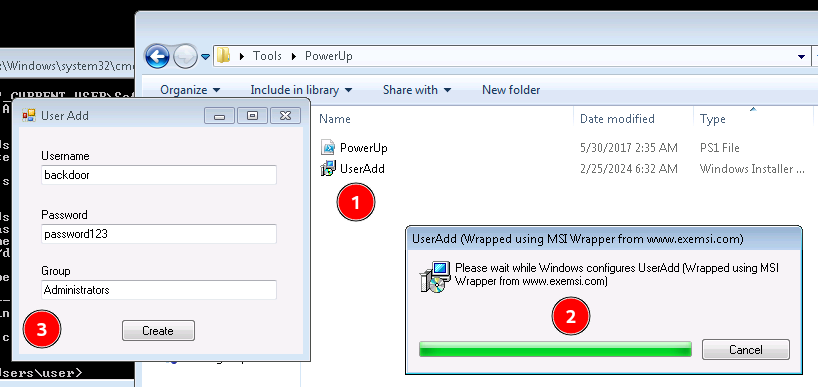 :\Windows\system32\cmd
Tools
PowerUp
Organize
Include in library
Share with
New folder
_CURRENT_USER\Sof
User Add
Username
backdoor
Password
password123
Group
Administrators
Create
3
Name
Date modified
Type
PowerUp
5/30/2017 2:35 AM
PS1 File
UserAdd
2/25/2024 6:32 AM
Windows Installer ...
1
UserAdd (Wrapped using MSI Wrapper from www.exemsi.com)
Please wait while Windows configures UserAdd (Wrapped using MSI
Wrapper from www.exemsi.com)
2
Cancel
sers\user>